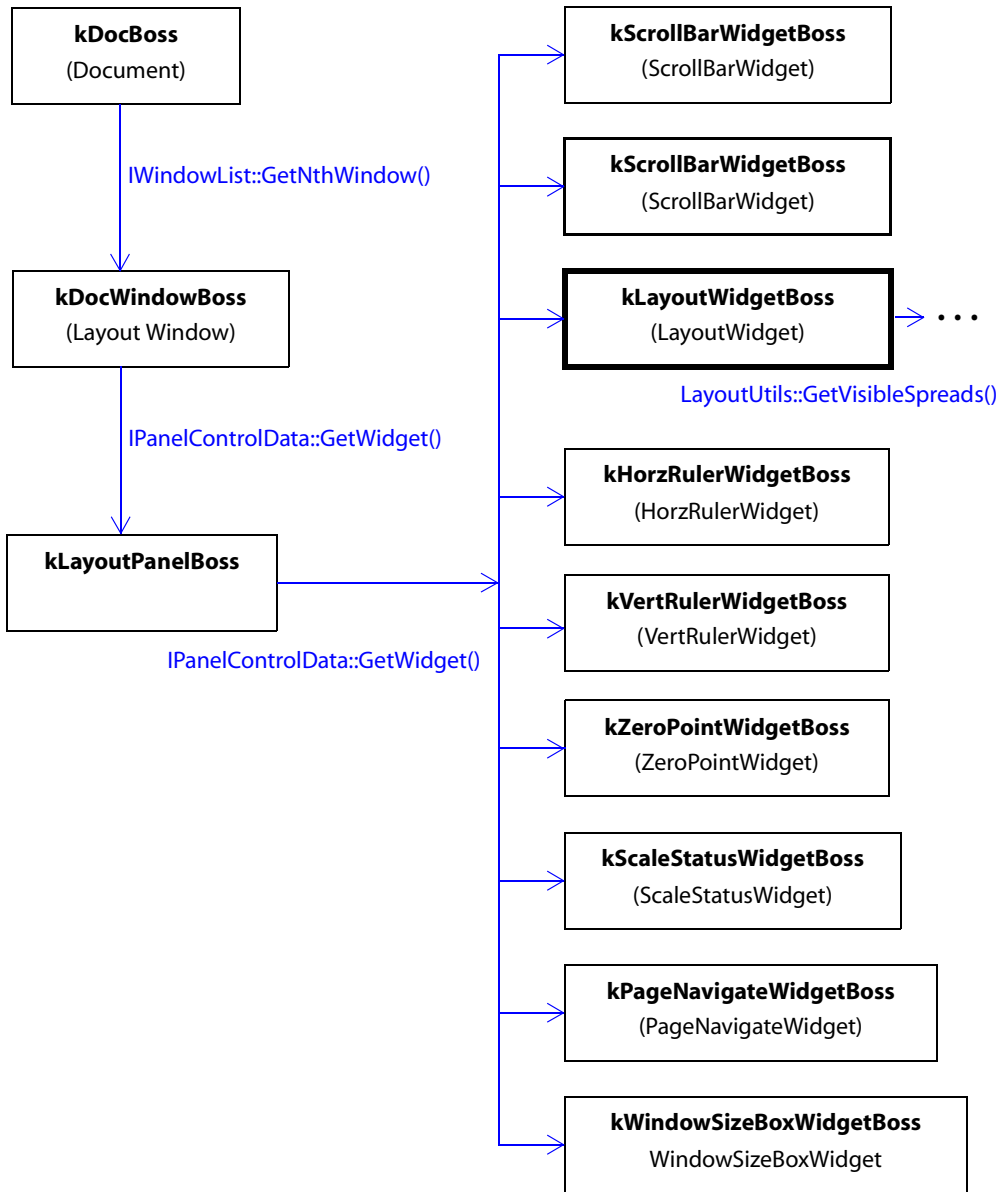 kDocBoss
(Document)
IWindowList::GetNthWindow()
kDocWindowBoss
(Layout Window)
IPanelControlData::GetWidget()
kLayoutPanelBoss
IPanelControlData::GetWidget()
kScrollBarWidgetBoss
(ScrollBarWidget)
kScrollBarWidgetBoss
(ScrollBarWidget)
kLayoutWidgetBoss
(LayoutWidget)
• • •
LayoutUtils::GetVisibleSpreads()
kHorzRulerWidgetBoss
(HorzRulerWidget)
kVertRulerWidgetBoss
(VertRulerWidget)
kZeroPointWidgetBoss
(ZeroPointWidget)
kScaleStatusWidgetBoss
(ScaleStatusWidget)
kPageNavigateWidgetBoss
(PageNavigateWidget)
kWindowSizeBoxWidgetBoss
WindowSizeBoxWidget